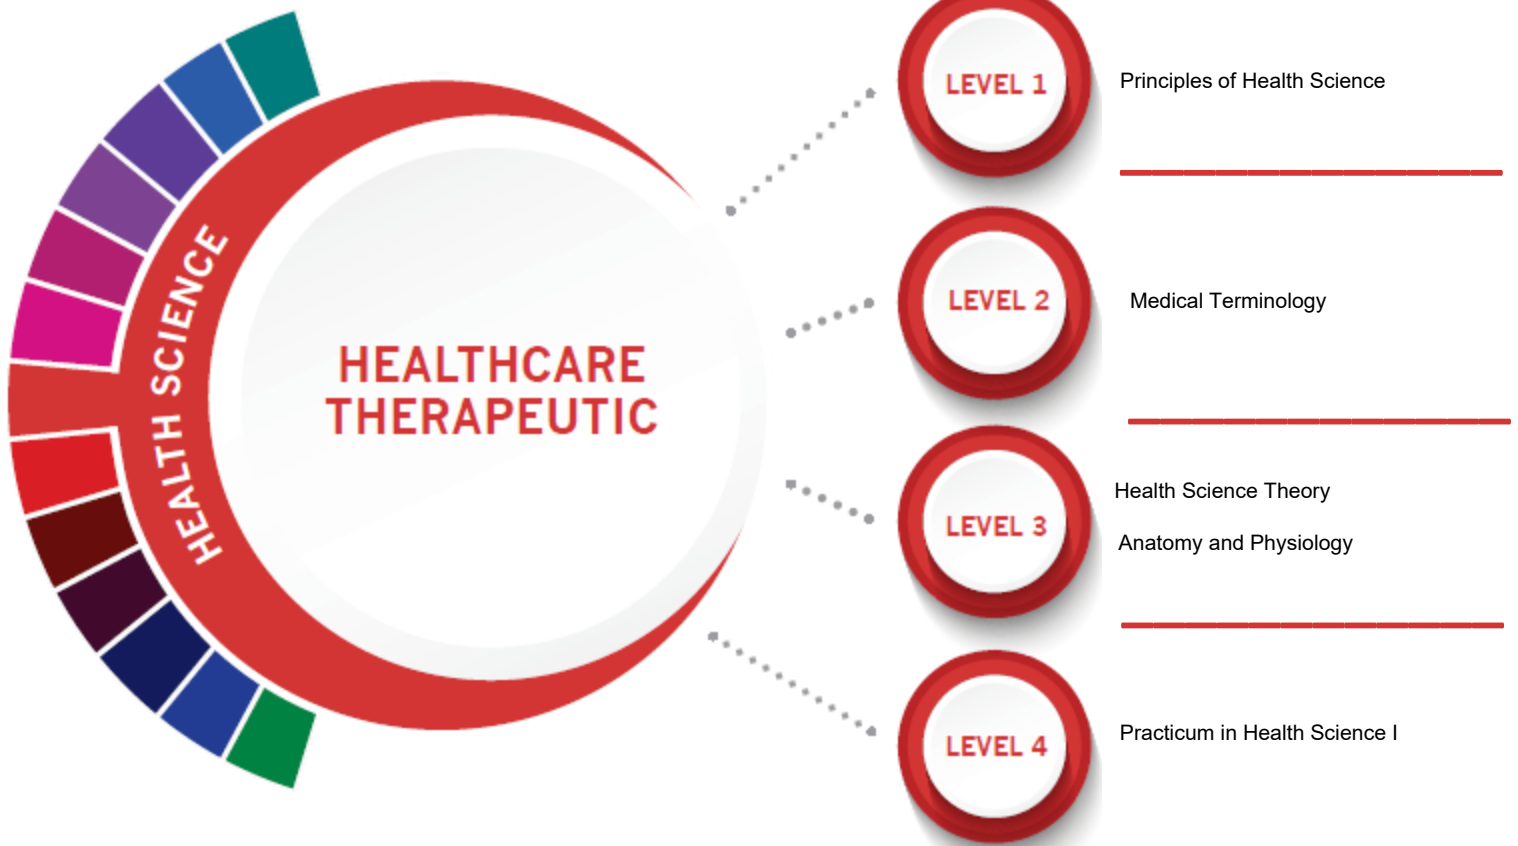 HEALTH SCIENCE
HEALTHCARE
THERAPEUTIC
LEVEL 1
Principles of Health Science
LEVEL 2
Medical Terminology
LEVEL 3
Health Science Theory
Anatomy and Physiology
LEVEL 4
Practicum in Health Science I